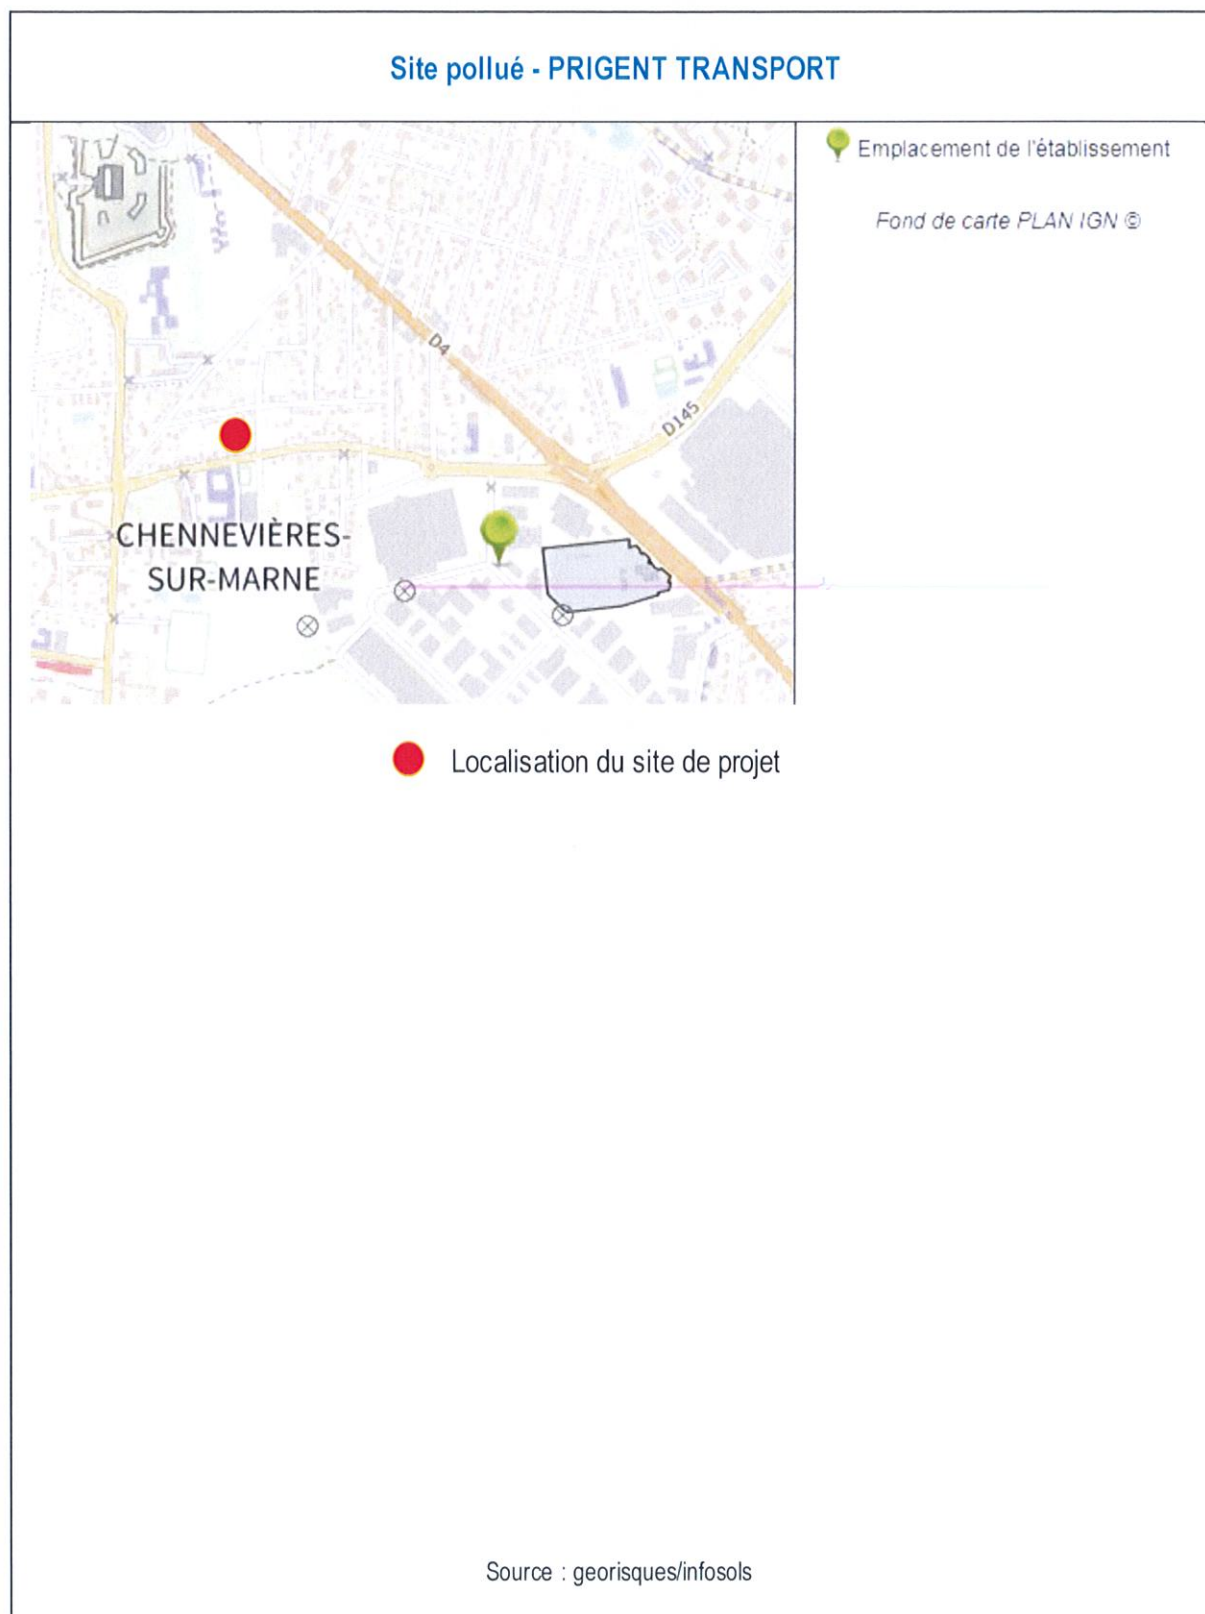 Site pollué - PRIGENT TRANSPORT
Emplacement de l'établissement
Fond de carte PLAN IGN ©
D4
D145
CHENNEVIÈRES-
SUR-MARNE
Localisation du site de projet
Source : georisques/infosols